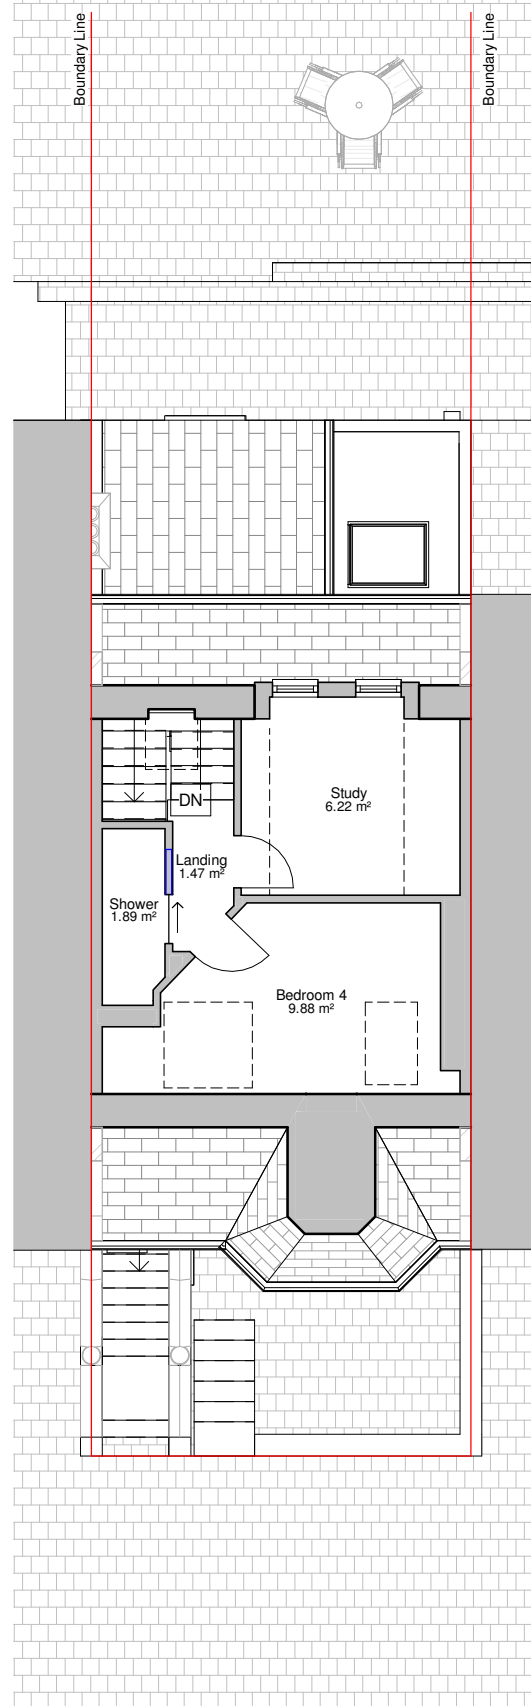 Boundary Line
Boundary Line
Study
6.22 m²
DN
Landing
1.47 m²
Shower
1.89 m²
Bedroom 4
9.88 m²